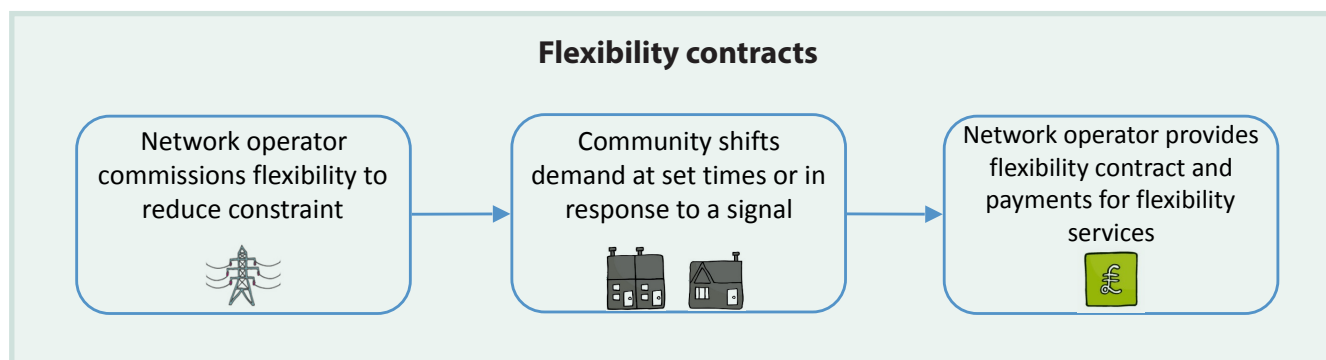 Flexibility contracts
Network operator
commissions flexibility to
reduce constraint
Community shifts
demand at set times or in
response to a signal
Network operator provides
flexibility contract and
payments for flexibility
services
£